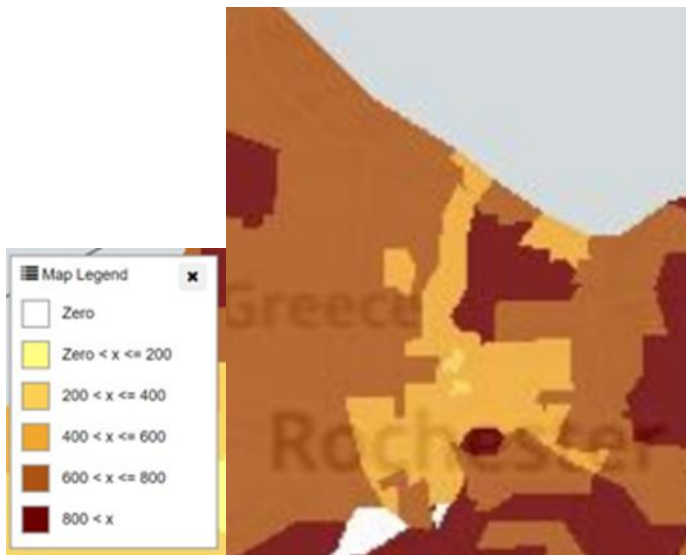 Map Legend
Zero
Zero < x <= 200
200 < x <= 400
400 < x <= 600
600 < x <= 800
800 < x
Greece
Rochester